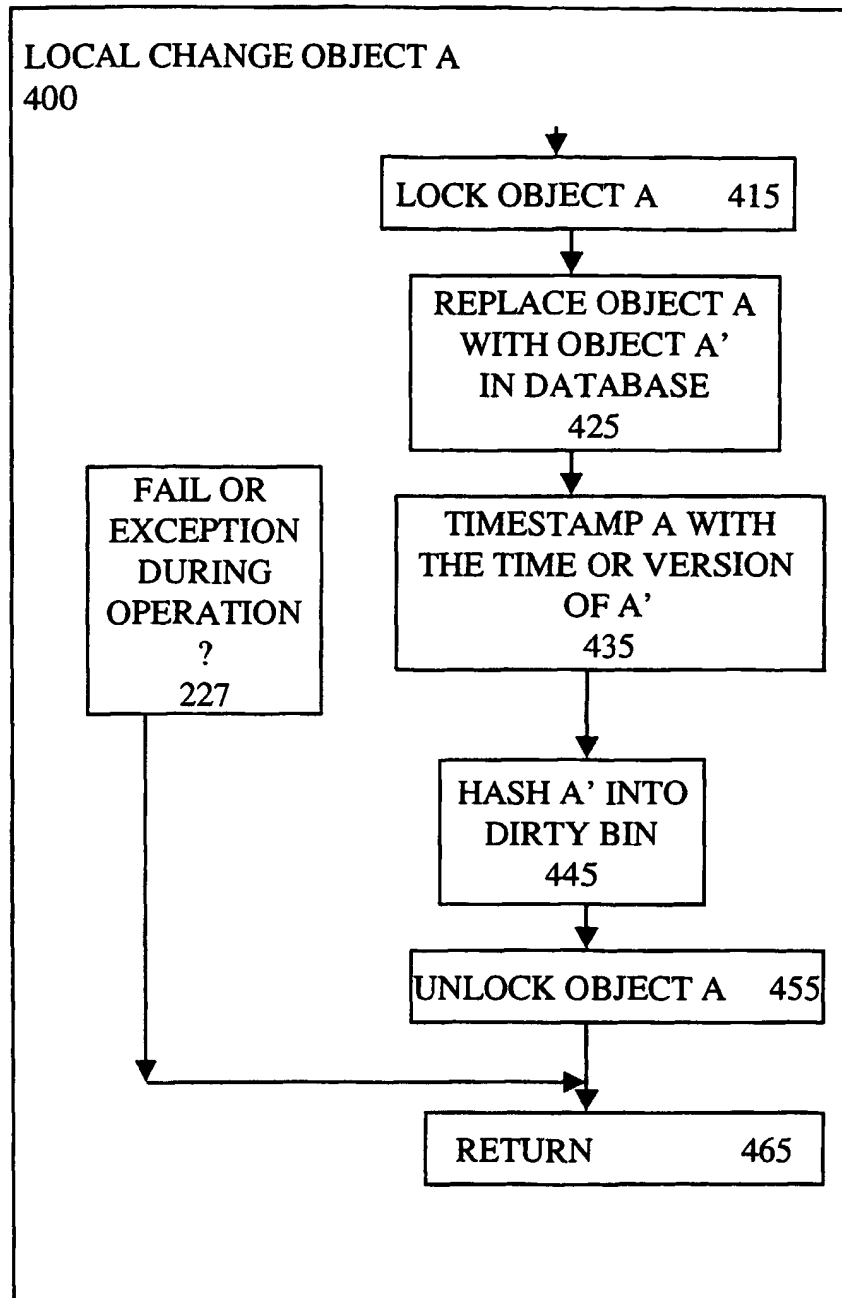 LOCAL CHANGE OBJECT A
400
LOCK OBJECT A 415
REPLACE OBJECT A
WITH OBJECT A'
IN DATABASE
425
FAIL OR
EXCEPTION
DURING
OPERATION
?
227
TIMESTAMP A WITH
THE TIME OR VERSION
OF A'
435
HASH A' INTO
DIRTY BIN
445
UNLOCK OBJECT A 455
RETURN 465